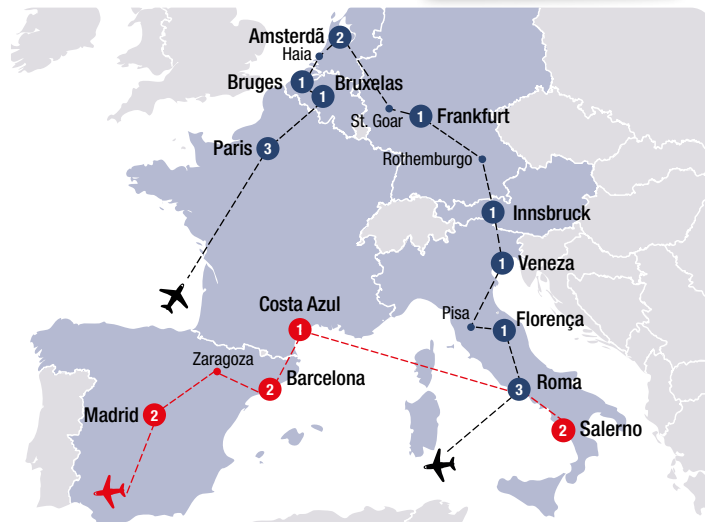 Amsterdã 2
Haia
Bruges 1
1 Bruxelas
St. Goar
1 Frankfurt
Paris 3
Rothemburgo
1 Innsbruck
1 Veneza
Costa Azul
1
Pisa
Florença
1
Zaragoza
2 Barcelona
3 Roma
Madrid 2
2 Salerno